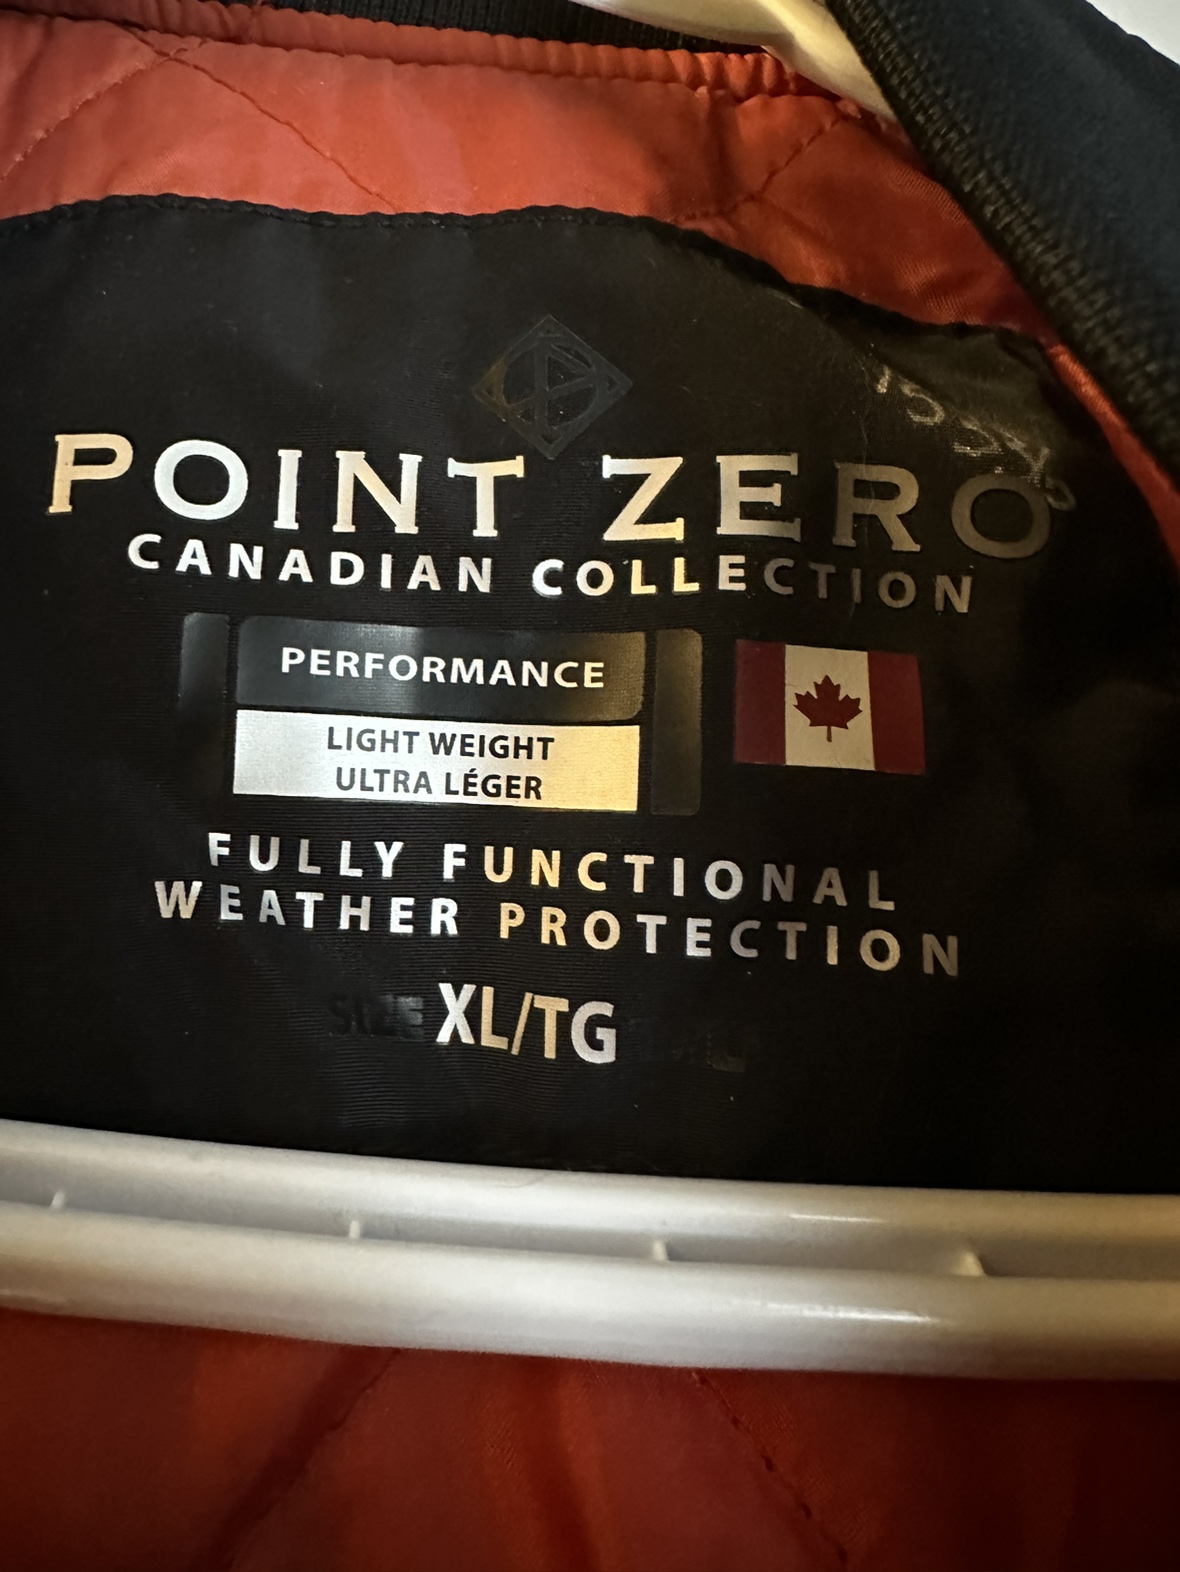 POINT ZERO
CANADIAN COLLECTION
PERFORMANCE
LIGHT WEIGHT
ULTRA LÉGER
FULLY FUNCTIONAL
WEATHER PROTECTION
SIZE XL/TG